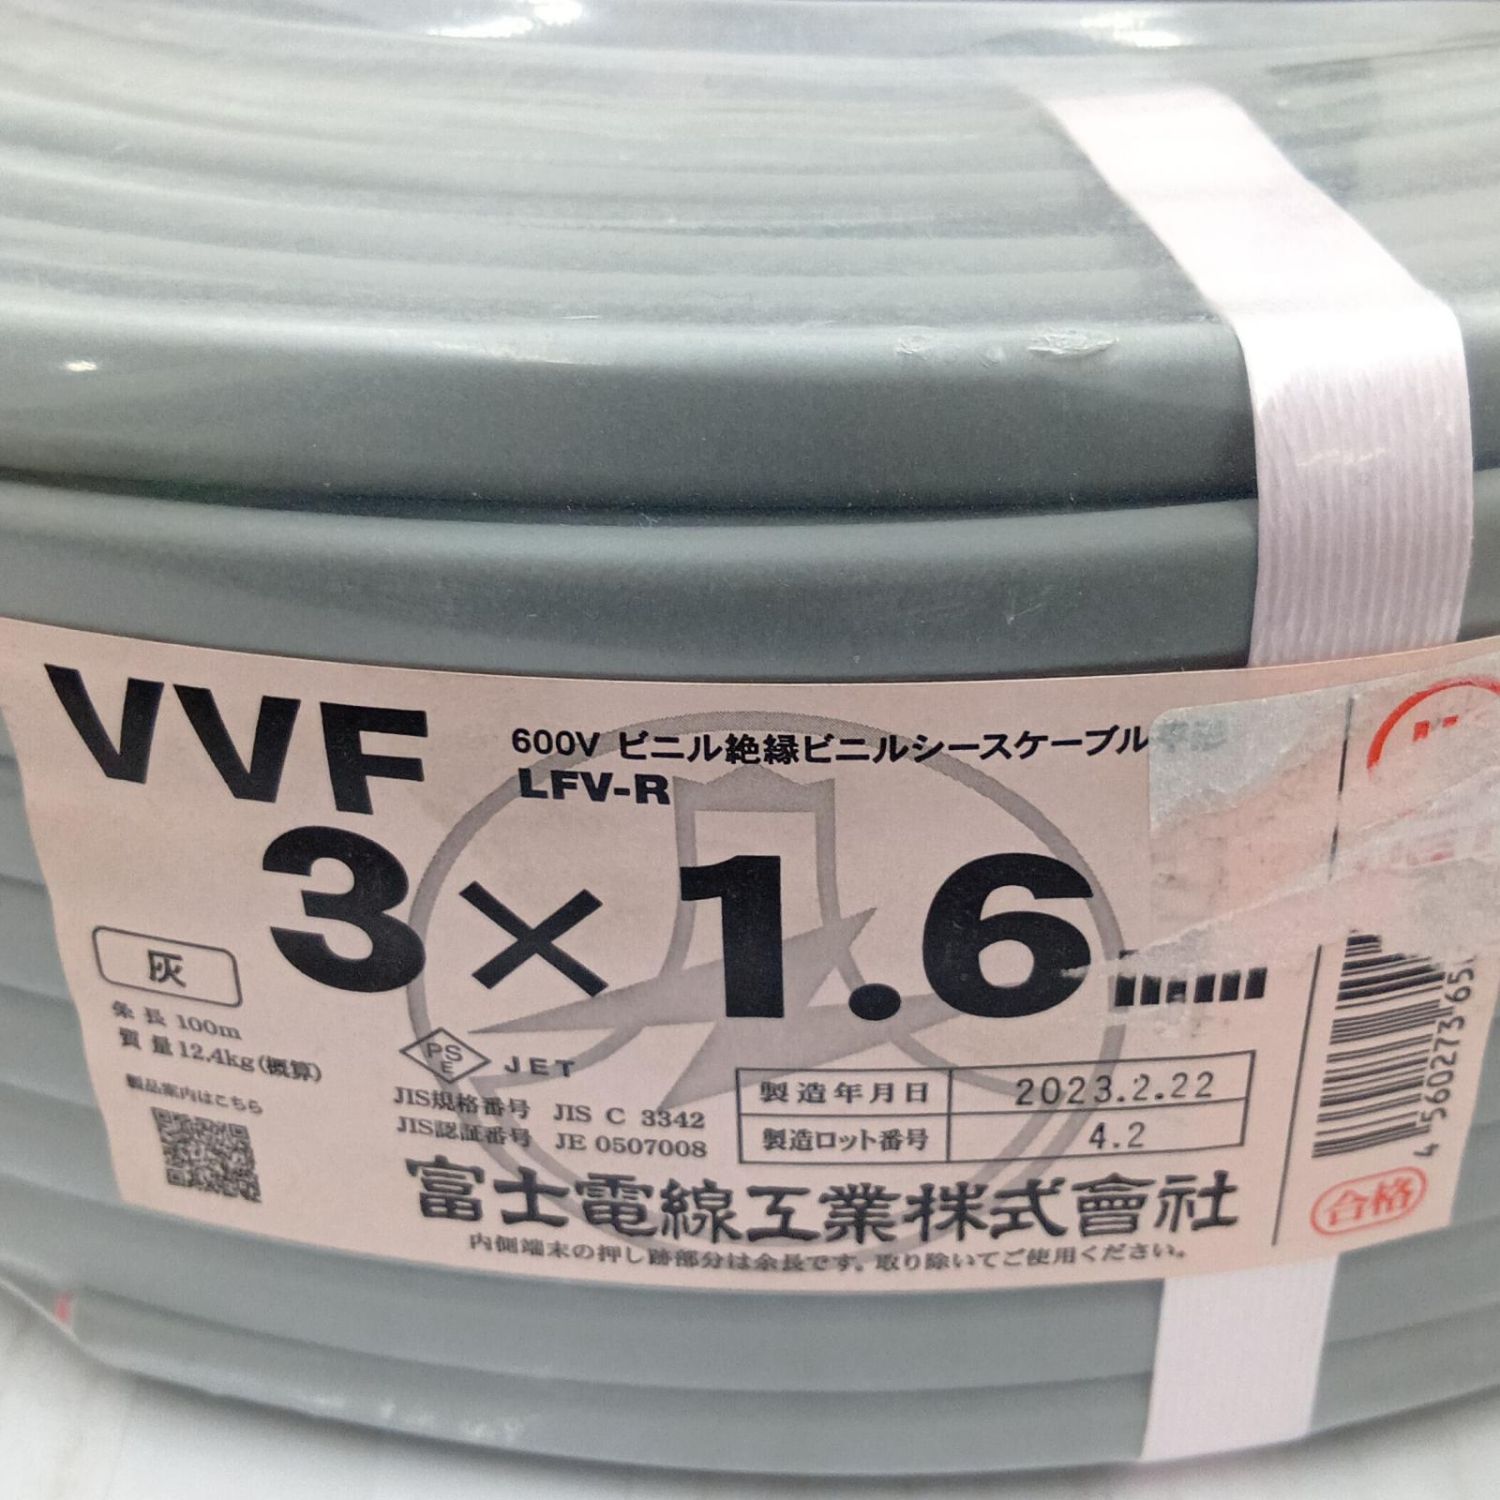 VVF
600V ビニル絶縁ビニルシースケーブル
LFV-R
3×1.6
灰
条長 100m
質量 12.4kg(概算)
製品案内はこちら
PS
E
JET
JIS規格番号 JIS C 3342
JIS認証番号 JE 0507008
製造年月日 2023.2.22
製造ロット番号 4.2
富士電線工業株式會社
内側端末の押し跡部分は余長です。取り除いてご使用ください。
4 560273 65
合格